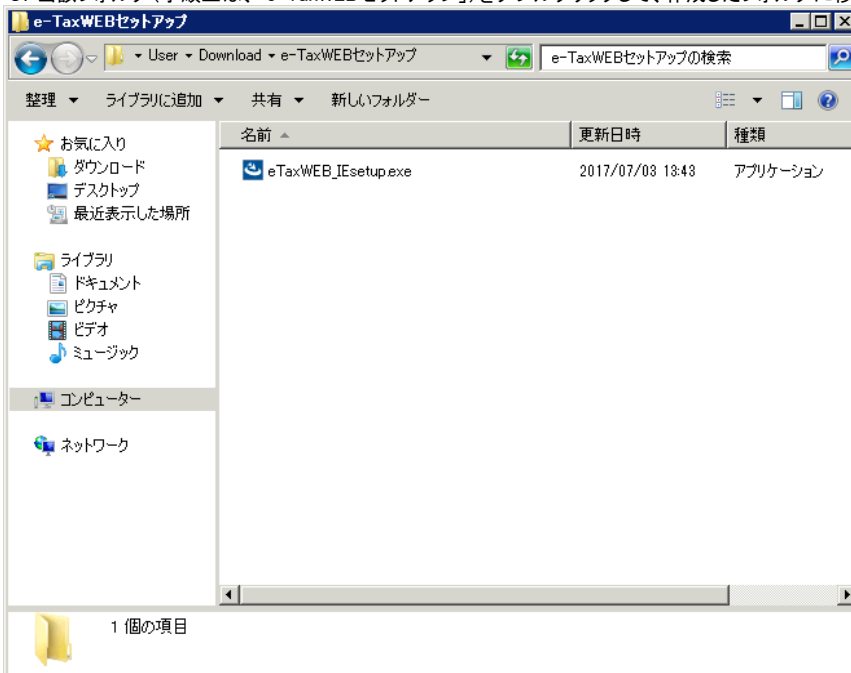 e-TaxWEBセットアップ
User Download e-TaxWEBセットアップ
e-TaxWEBセットアップの検索
整理 ライブラリに追加 共有 新しいフォルダー
お気に入り
ダウンロード
デスクトップ
最近表示した場所
ライブラリ
ドキュメント
ピクチャ
ビデオ
ミュージック
コンピューター
ネットワーク
名前 更新日時 種類
eTaxWEB_IEsetup.exe 2017/07/03 13:43 アプリケーション
1 個の項目